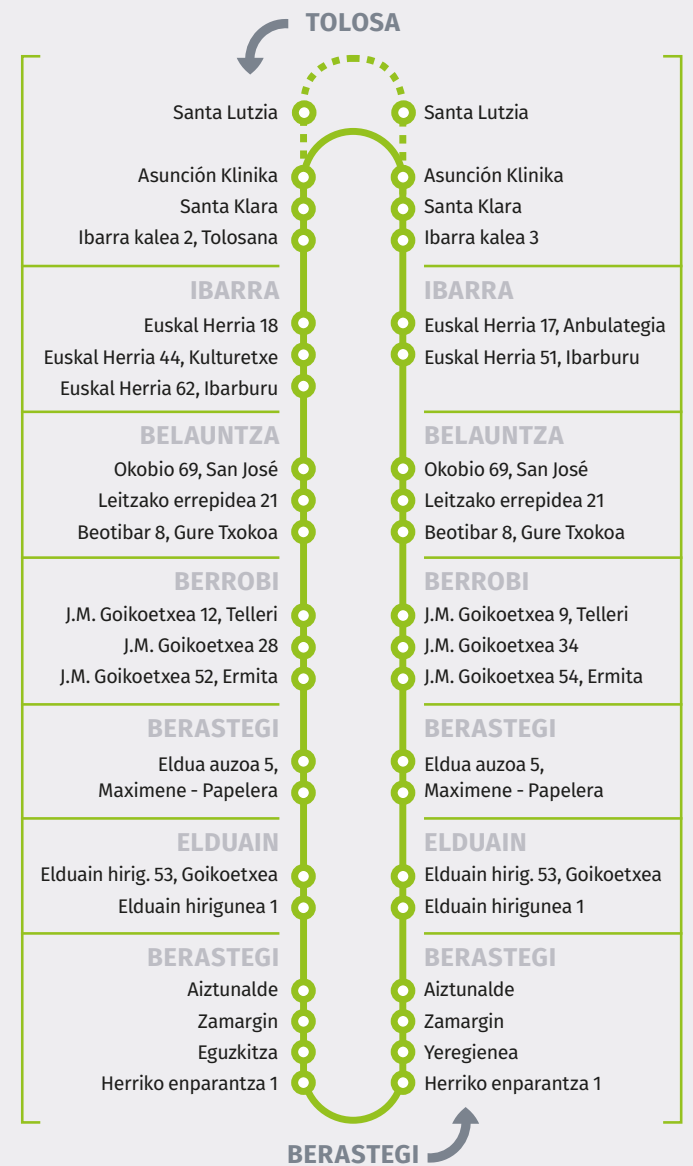 TOLOSA
Santa Lutzia
Asunción Klinika
Santa Klara
Ibarra kalea 2, Tolosana
IBARRA
Euskal Herria 18
Euskal Herria 44, Kulturetxe
Euskal Herria 62, Ibarburu
BELAUNTZA
Okobio 69, San José
Leitzako errepidea 21
Beotibar 8, Gure Txokoa
BERROBI
J.M. Goikoetxea 12, Telleri
J.M. Goikoetxea 28
J.M. Goikoetxea 52, Ermita
BERASTEGI
Eldua auzoa 5,
Maximene - Papelera
ELDUAIN
Elduain hirig. 53, Goikoetxea
Elduain hirigunea 1
BERASTEGI
Aiztunalde
Zamargin
Eguzkitza
Herriko enparantza 1
Santa Lutzia
Asunción Klinika
Santa Klara
Ibarra kalea 3
IBARRA
Euskal Herria 17, Anbulategia
Euskal Herria 51, Ibarburu
BELAUNTZA
Okobio 69, San José
Leitzako errepidea 21
Beotibar 8, Gure Txokoa
BERROBI
J.M. Goikoetxea 9, Telleri
J.M. Goikoetxea 34
J.M. Goikoetxea 54, Ermita
BERASTEGI
Eldua auzoa 5,
Maximene - Papelera
ELDUAIN
Elduain hirig. 53, Goikoetxea
Elduain hirigunea 1
BERASTEGI
Aiztunalde
Zamargin
Yeregienea
Herriko enparantza 1
BERASTEGI